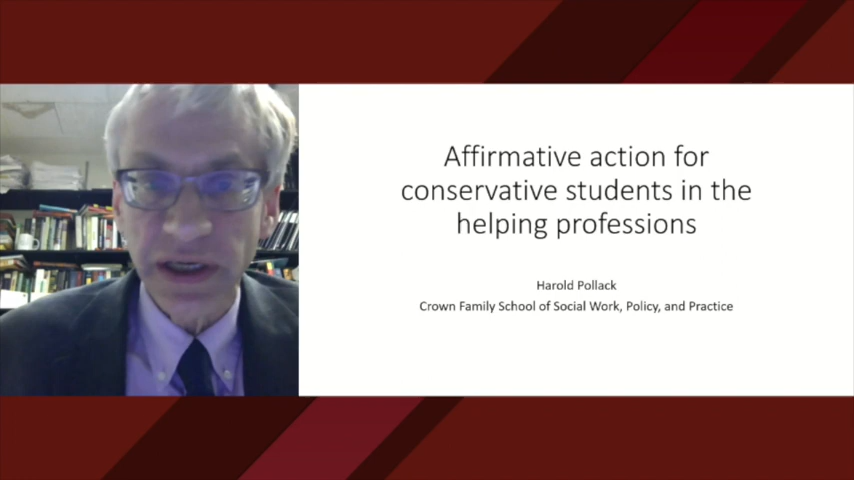 Affirmative action for
conservative students in the
helping professions
Harold Pollack
Crown Family School of Social Work, Policy, and Practice